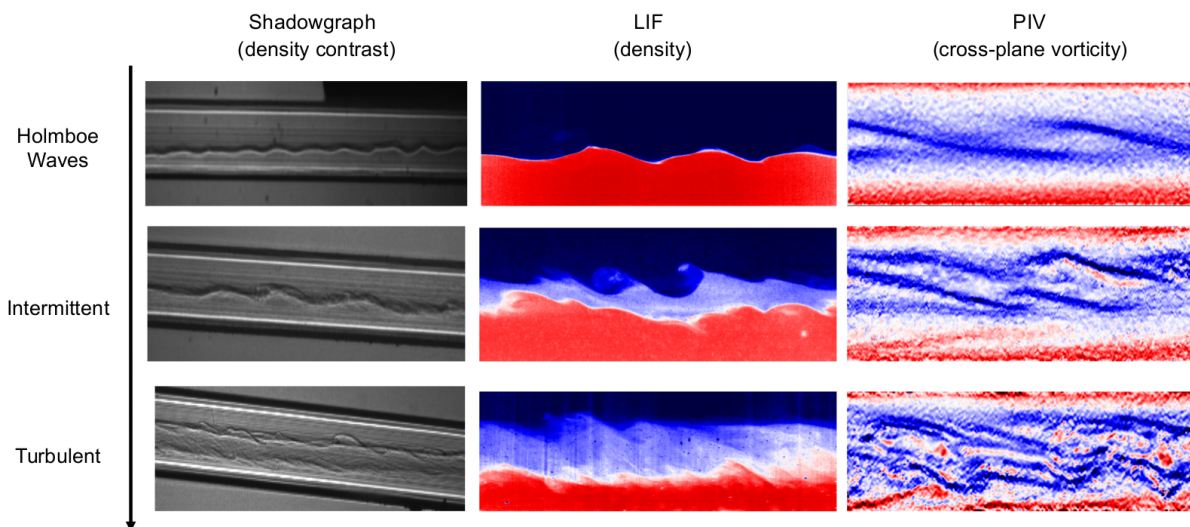 Shadowgraph
(density contrast)
LIF
(density)
PIV
(cross-plane vorticity)
Holmboe
Waves
Intermittent
Turbulent